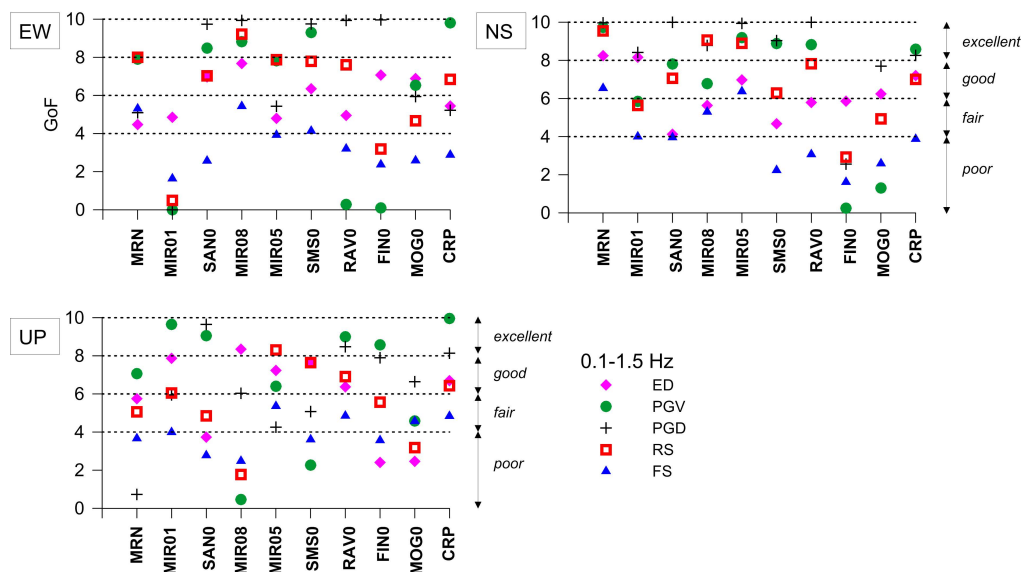 EW
GoF
10
8
6
4
2
0
MRN
MIR01
SAN0
MIR08
MIR05
SMS0
RAV0
FIN0
MOG0
CRP
NS
10
8
6
4
2
0
MRN
MIR01
SAN0
MIR08
MIR05
SMS0
RAV0
FIN0
MOG0
CRP
excellent
good
fair
poor
UP
10
8
6
4
2
0
MRN
MIR01
SAN0
MIR08
MIR05
SMS0
RAV0
FIN0
MOG0
CRP
excellent
good
fair
poor
0.1-1.5 Hz
ED
PGV
PGD
RS
FS